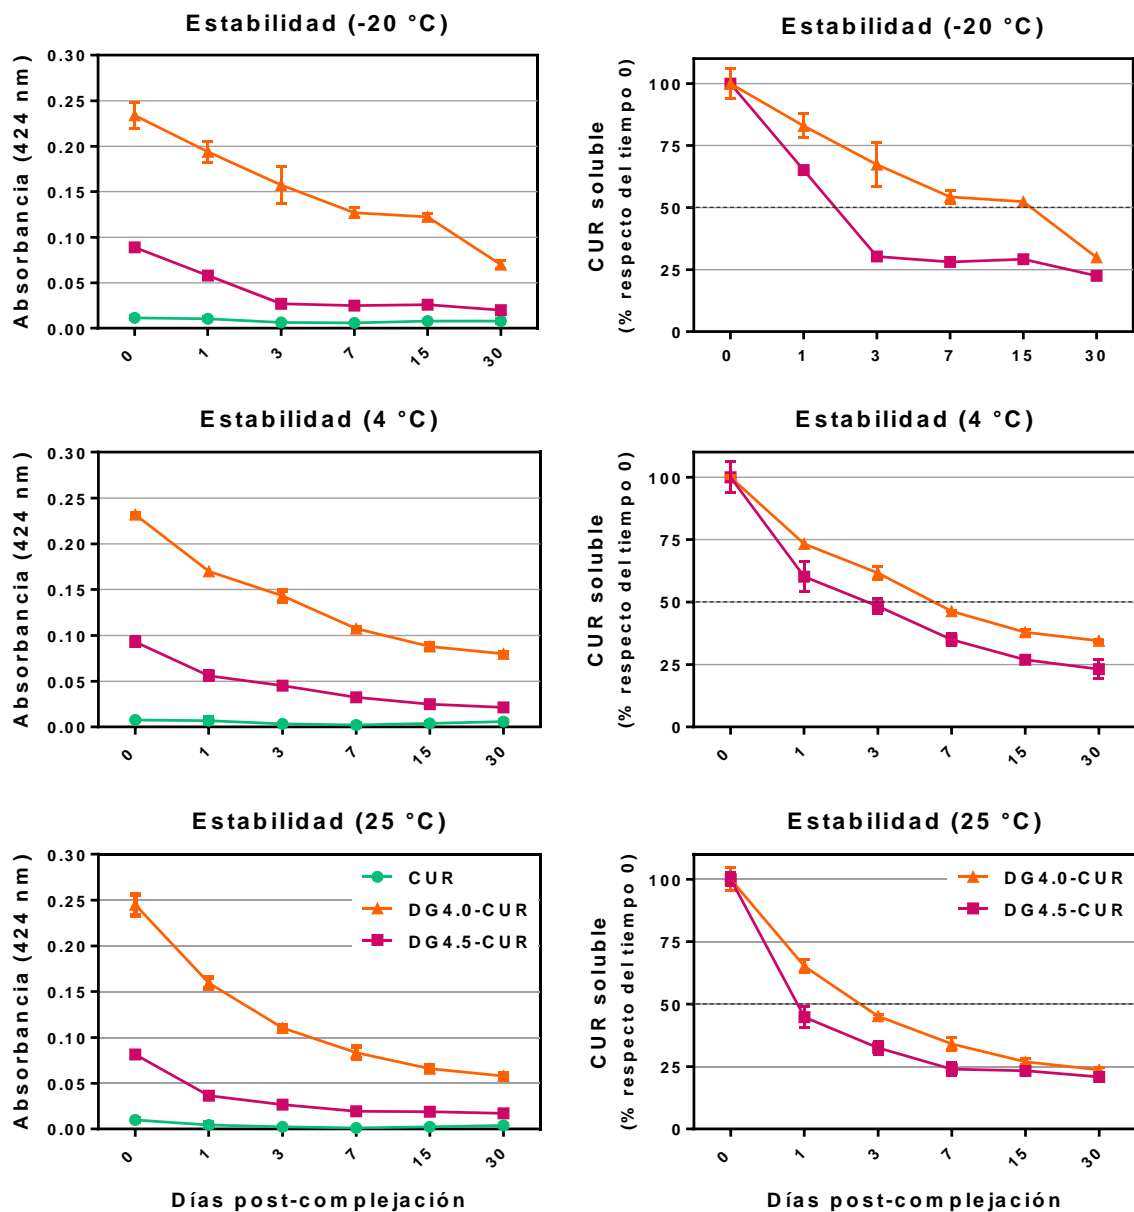 Estabilidad (-20 °C)
Absorbancia (424 nm)
0.30
0.25
0.20
0.15
0.10
0.05
0.00
0 1 3 7 15 30
Estabilidad (-20 °C)
CUR soluble
(% respecto del tiempo 0)
100
75
50
25
0
0 1 3 7 15 30
Estabilidad (4 °C)
Absorbancia (424 nm)
0.30
0.25
0.20
0.15
0.10
0.05
0.00
0 1 3 7 15 30
Estabilidad (4 °C)
CUR soluble
(% respecto del tiempo 0)
100
75
50
25
0
0 1 3 7 15 30
Estabilidad (25 °C)
Absorbancia (424 nm)
0.30
0.25
0.20
0.15
0.10
0.05
0.00
CUR
DG4.0-CUR
DG4.5-CUR
0 1 3 7 15 30
Días post-complejación
Estabilidad (25 °C)
CUR soluble
(% respecto del tiempo 0)
100
75
50
25
0
DG4.0-CUR
DG4.5-CUR
0 1 3 7 15 30
Días post-complejación